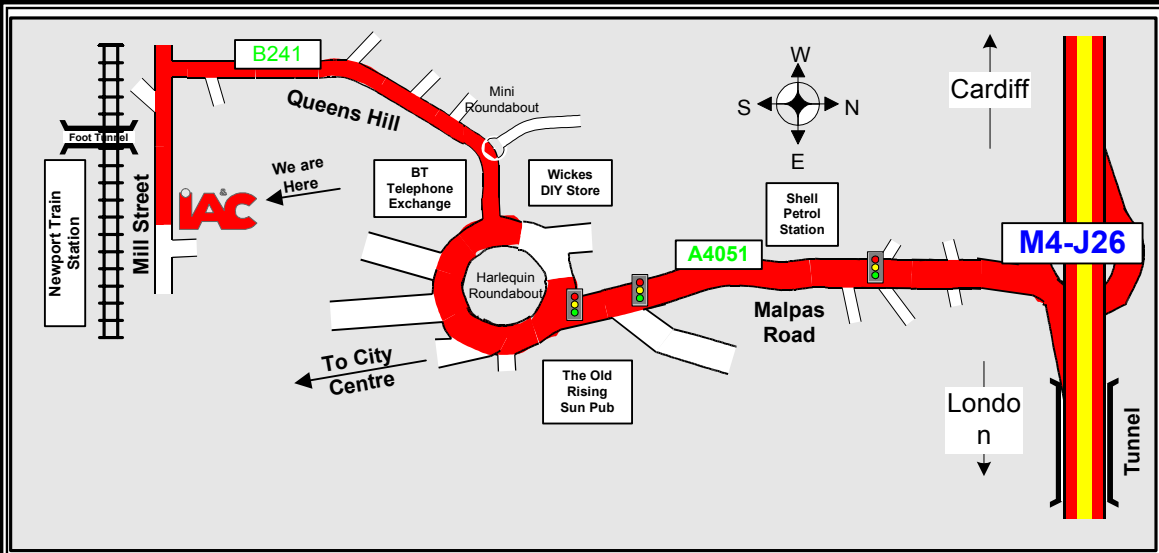 B241
Queens Hill
Mini
Roundabout
W
S
N
E
Cardiff
Foot Tunnel
Newport Train
Station
Mill Street
We are
Here
iA&C
BT
Telephone
Exchange
Wickes
DIY Store
Shell
Petrol
Station
M4-J26
A4051
Harlequin
Roundabout
Malpas
Road
To City
Centre
The Old
Rising
Sun Pub
Londo
n
Tunnel